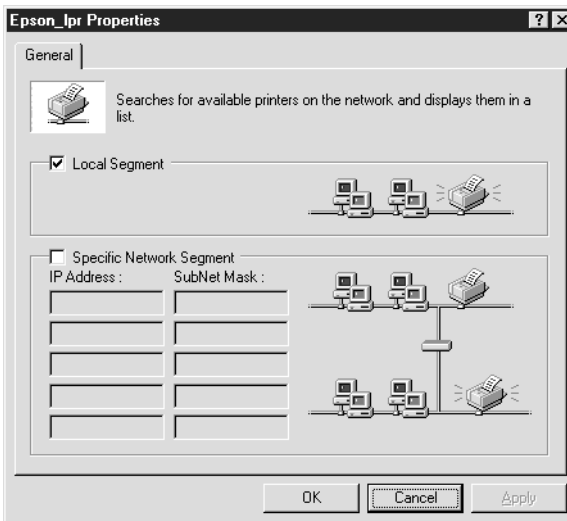 Epson_lpr Properties
General
Searches for available printers on the network and displays them in a
list.
Local Segment
Specific Network Segment
IP Address :
SubNet Mask :
OK
Cancel
Apply